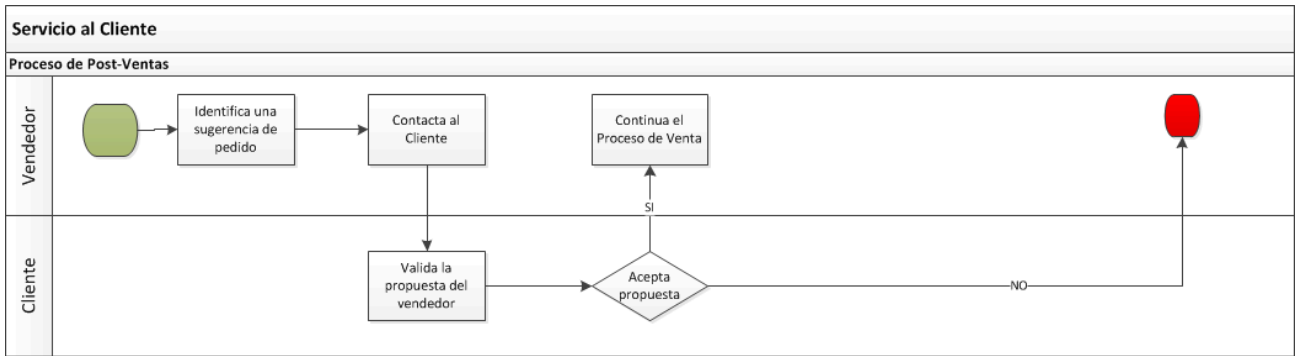 Servicio al Cliente
Proceso de Post-Ventas
Vendedor
Identifica una
sugerencia de
pedido
Contacta al
Cliente
Continua el
Proceso de Venta
SI
Cliente
Valida la
propuesta del
vendedor
Acepta
propuesta
NO